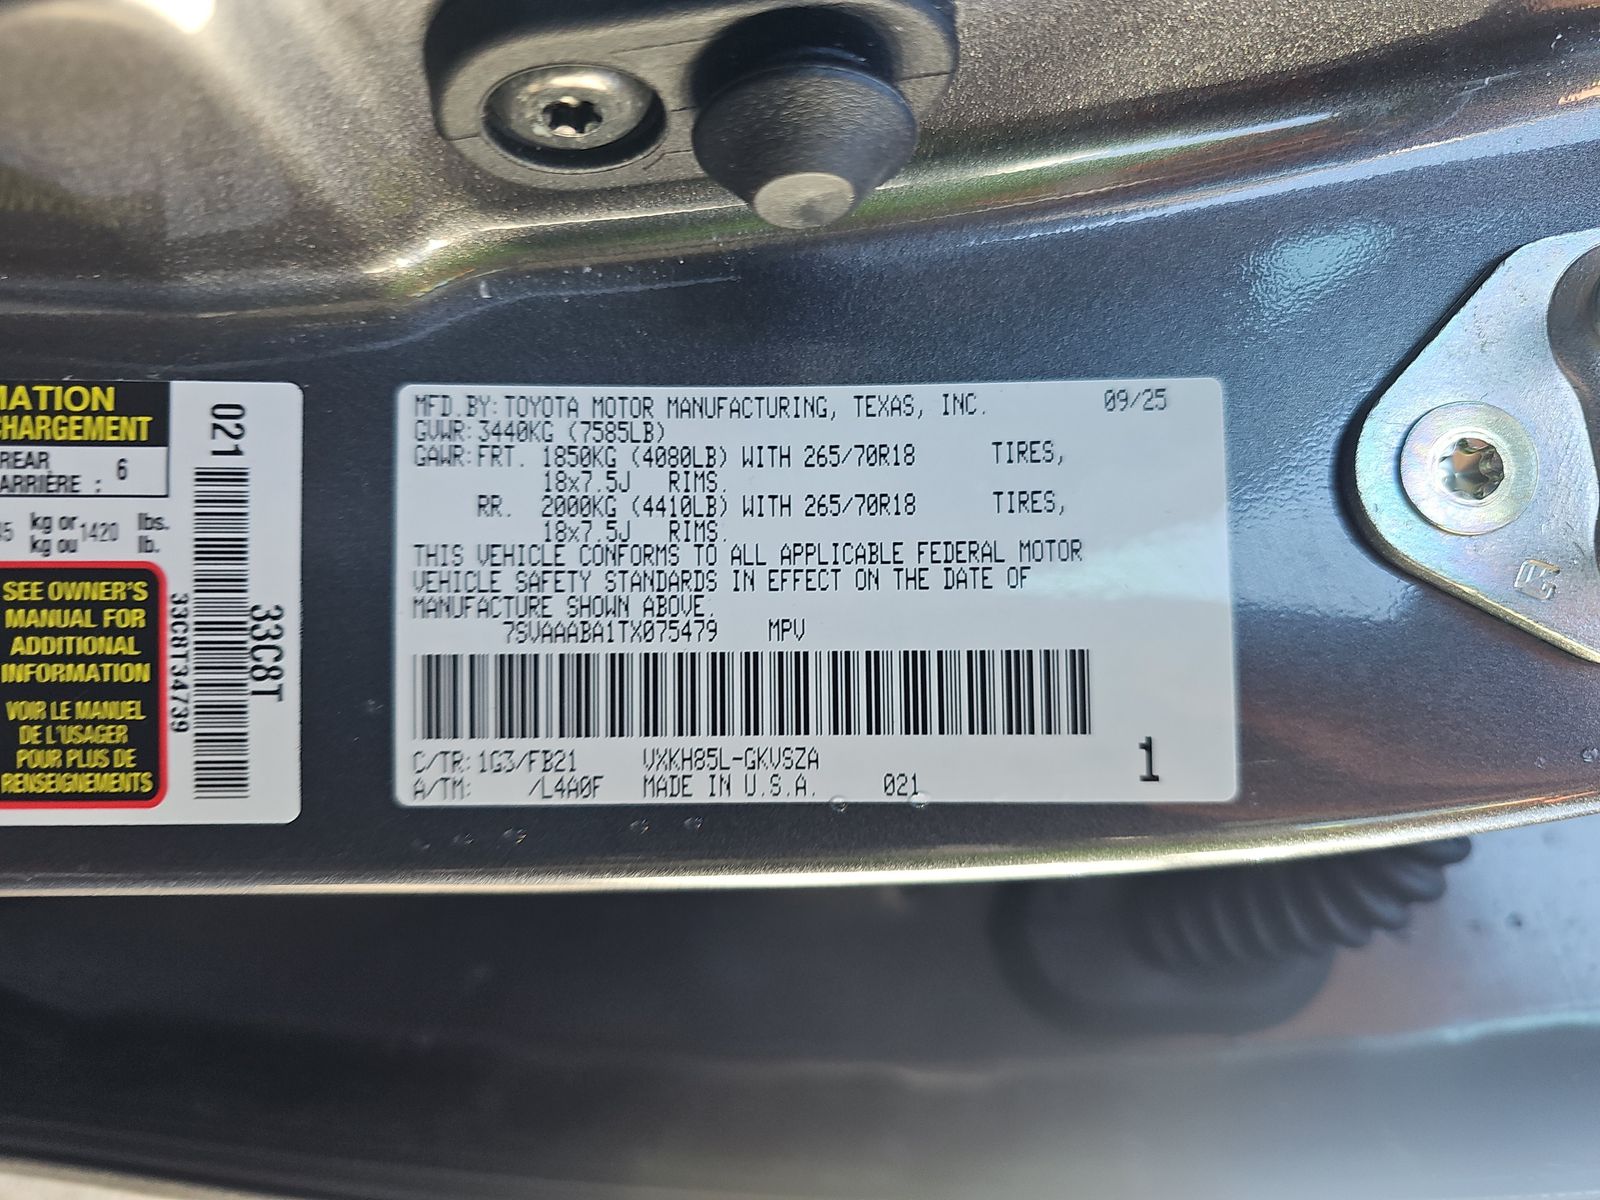 MATION
CHARGEMENT
REAR
ARRIÈRE : 6
45 kg or 1420 lbs.
kg ou lb.
SEE OWNER'S
MANUAL FOR
ADDITIONAL
INFORMATION
VOIR LE MANUEL
DE L'USAGER
POUR PLUS DE
RENSEIGNEMENTS
33C8T34739
021
33C8T
MFD.BY:TOYOTA MOTOR MANUFACTURING, TEXAS, INC. 09/25
GVWR:3440KG (7585LB)
GAWR:FRT. 1850KG (4080LB) WITH 265/70R18 TIRES,
18x7.5J RIMS.
RR. 2000KG (4410LB) WITH 265/70R18 TIRES,
18x7.5J RIMS.
THIS VEHICLE CONFORMS TO ALL APPLICABLE FEDERAL MOTOR
VEHICLE SAFETY STANDARDS IN EFFECT ON THE DATE OF
MANUFACTURE SHOWN ABOVE.
7SVAAABA1TX075479 MPV
C/TR:1G3/FB21 VXKH85L-GKVSZA
A/TM: /L4A0F MADE IN U.S.A. 021
1